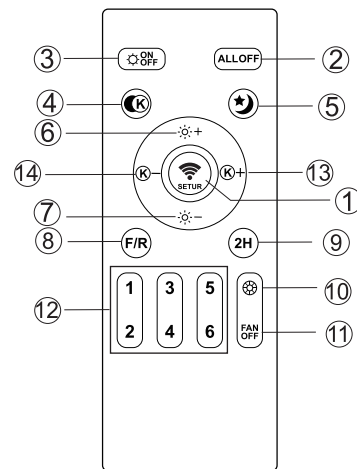 ③ ON OFF ALLOFF ②
④ K ⑤
⑥ +
⑭ K− SETUR K+ ⑬
①
⑦ −
⑧ F/R 2H ⑨
1 3 5 ⑩
⑫ 2 4 6 FAN OFF ⑪